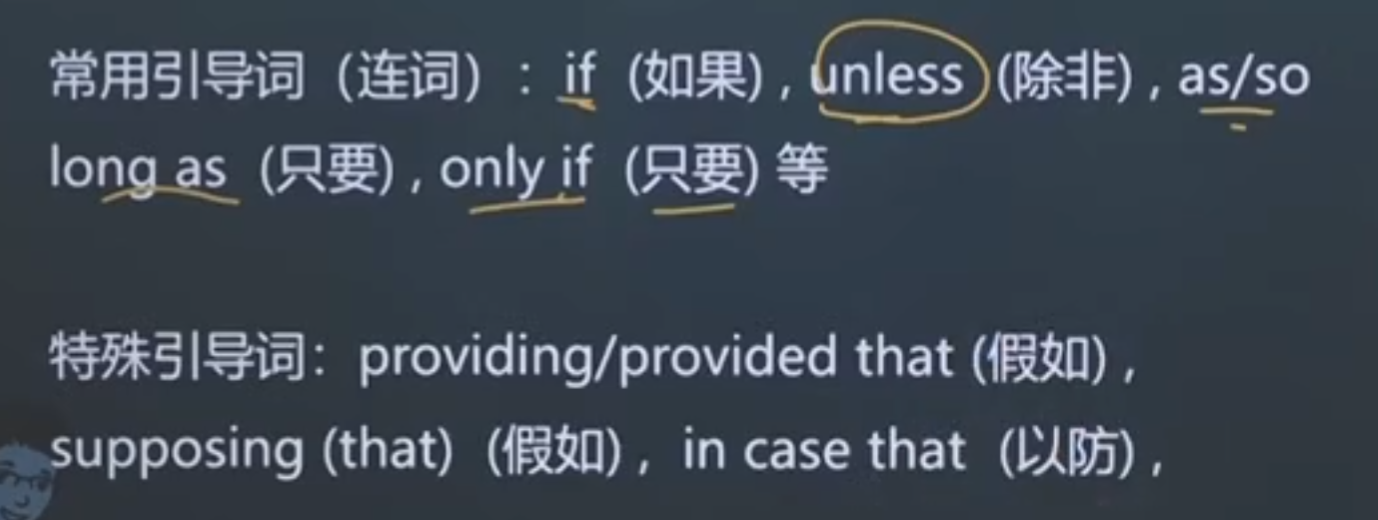 常用引导词（连词）: if (如果) , unless (除非) , as/so
long as (只要) , only if (只要) 等
特殊引导词：providing/provided that (假如) ,
supposing (that) (假如) , in case that (以防) ,